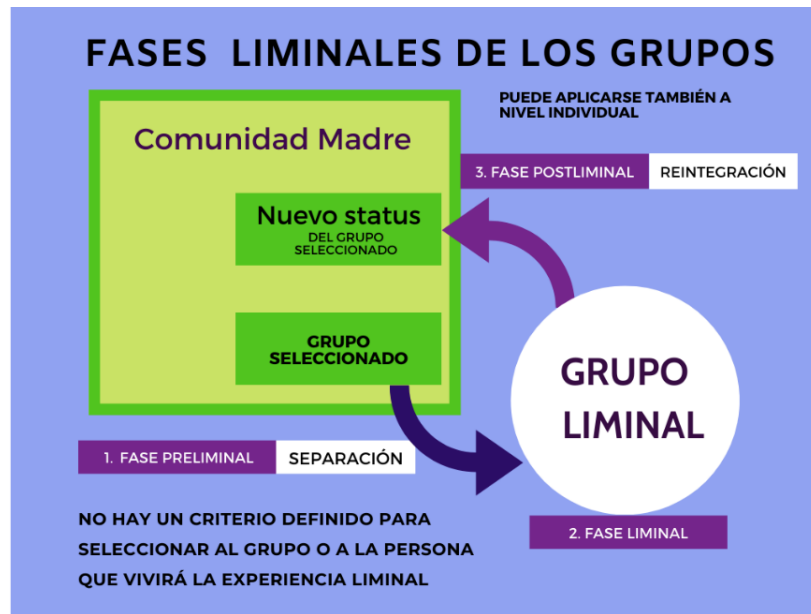 FASES LIMINALES DE LOS GRUPOS
PUEDE APLICARSE TAMBIÉN A
NIVEL INDIVIDUAL
Comunidad Madre
3. FASE POSTLIMINAL
REINTEGRACIÓN
Nuevo status
DEL GRUPO
SELECCIONADO
GRUPO
SELECCIONADO
GRUPO
LIMINAL
1. FASE PRELIMINAL
SEPARACIÓN
2. FASE LIMINAL
NO HAY UN CRITERIO DEFINIDO PARA
SELECCIONAR AL GRUPO O A LA PERSONA
QUE VIVIRÁ LA EXPERIENCIA LIMINAL